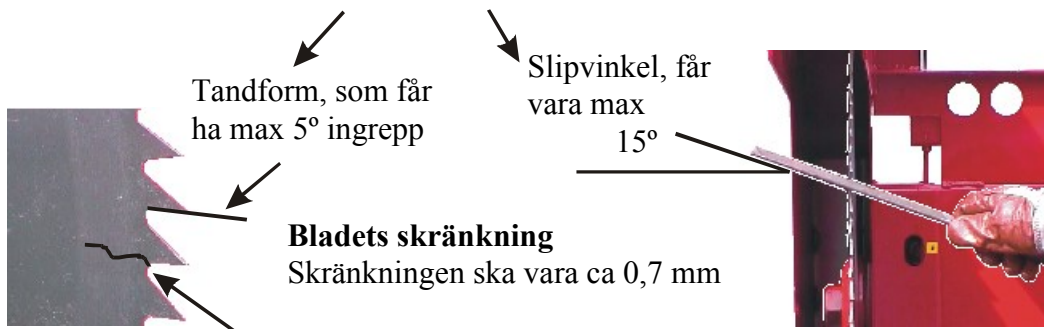 Tandform, som får
ha max 5º ingrepp
Slipvinkel, får
vara max
15º
Bladets skränkning
Skränkningen ska vara ca 0,7 mm